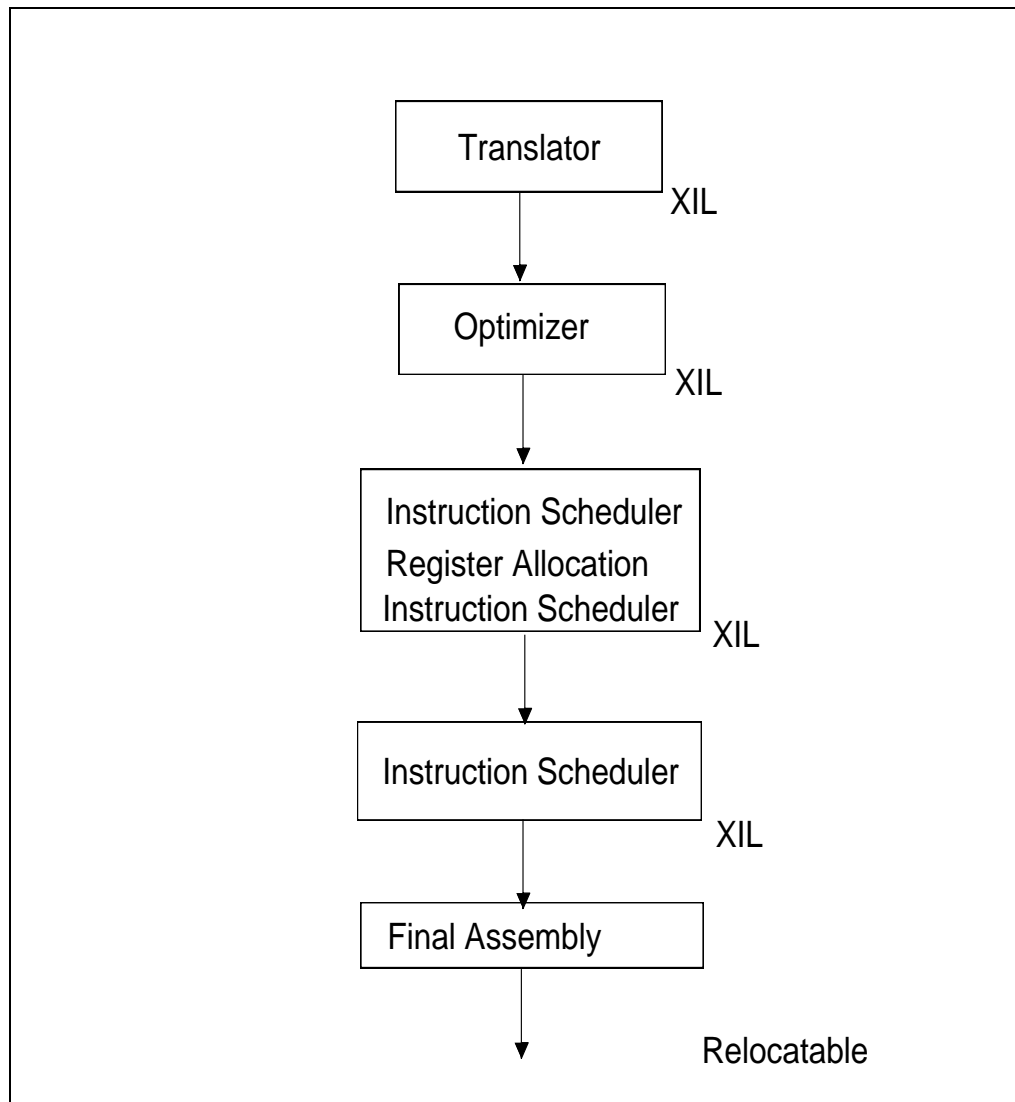 Translator
XIL
Optimizer
XIL
Instruction Scheduler
Register Allocation
Instruction Scheduler
XIL
Instruction Scheduler
XIL
Final Assembly
Relocatable